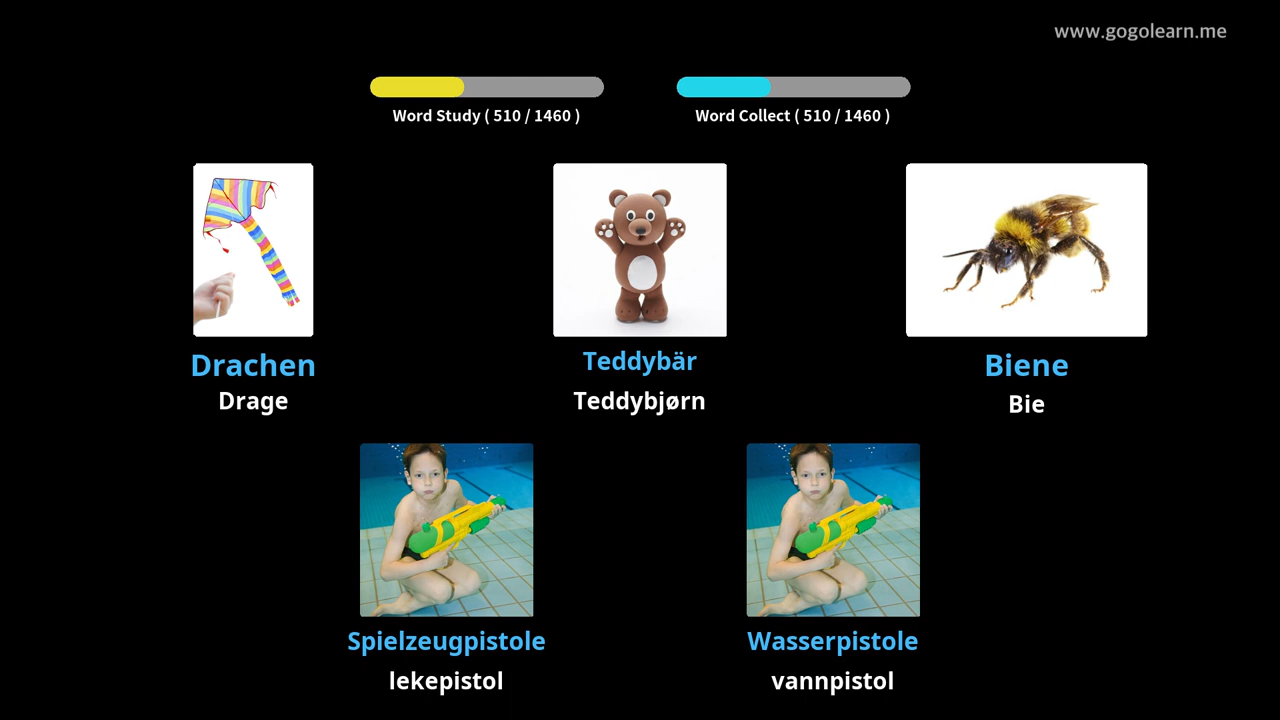 www.gogolearn.me
Word Study ( 510 / 1460 )
Word Collect ( 510 / 1460 )
Drachen
Drage
Teddybär
Teddybjørn
Biene
Bie
Spielzeugpistole
lekepistol
Wasserpistole
vannpistol